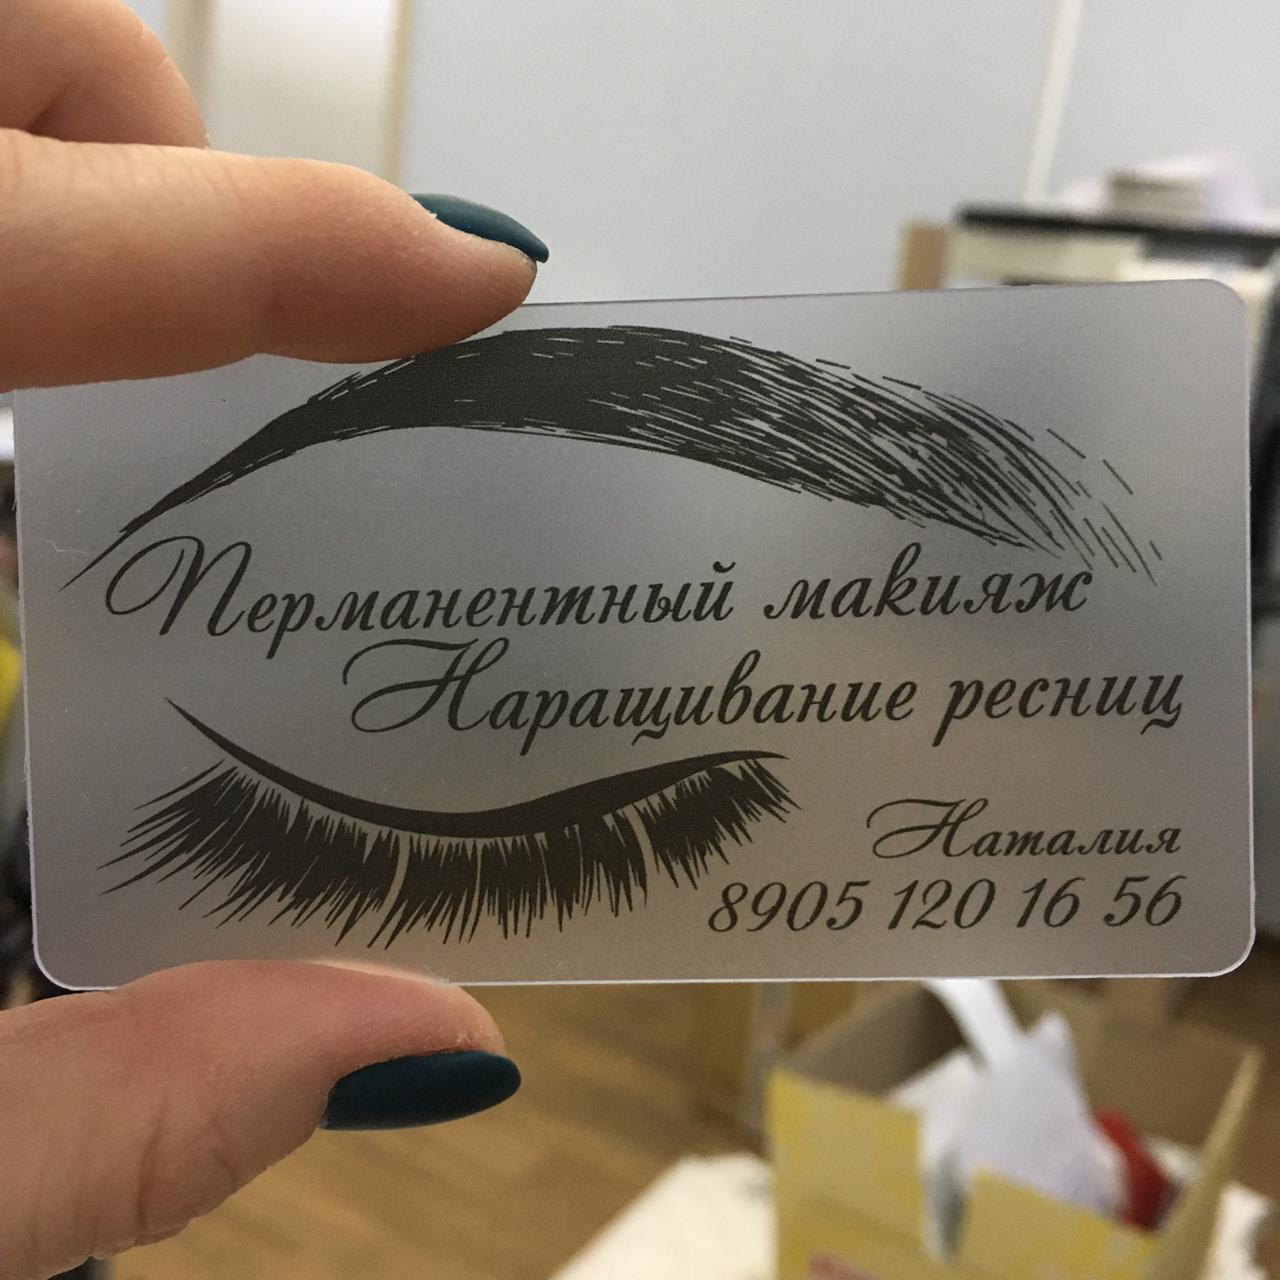 Перманентный макияж
Наращивание ресниц
Наталия
8905 120 16 56